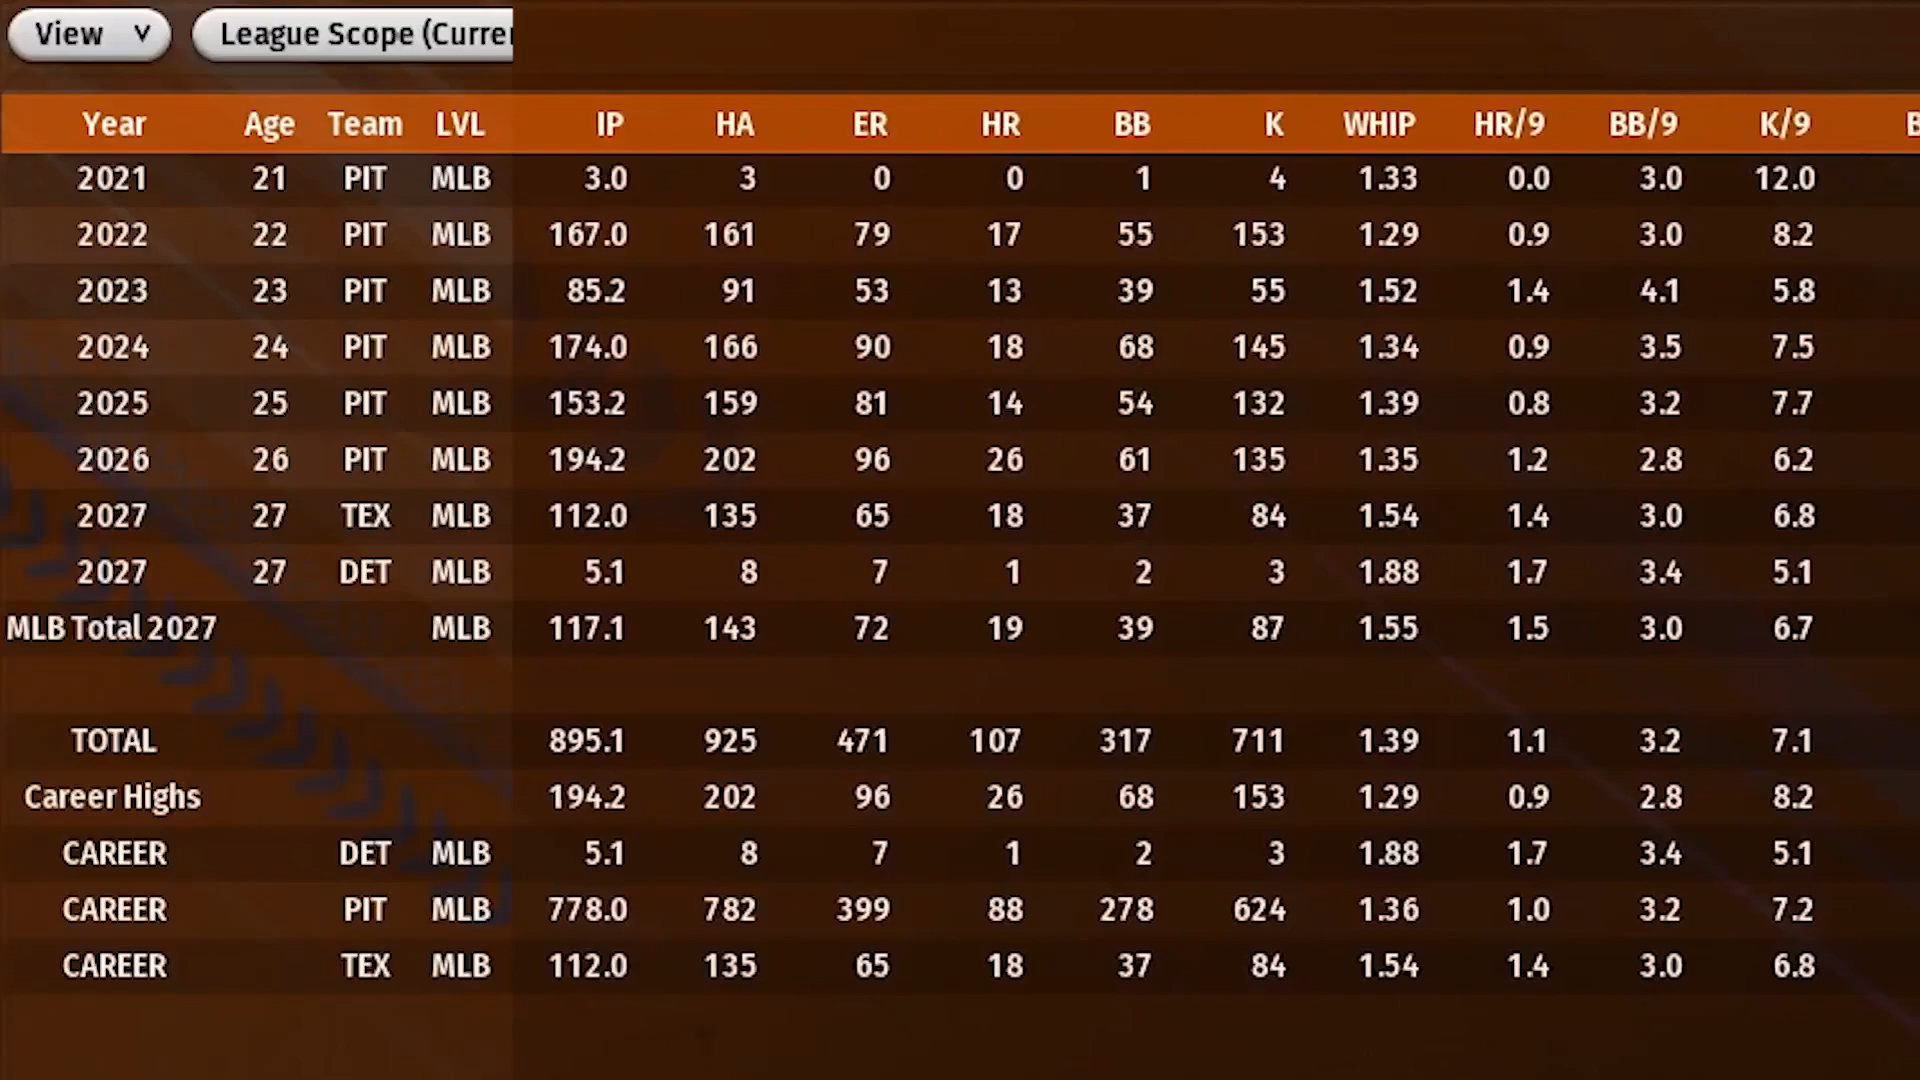 View v League Scope (Curre
Year Age Team LVL IP HA ER HR BB K WHIP HR/9 BB/9 K/9
2021 21 PIT MLB 3.0 3 0 0 1 4 1.33 0.0 3.0 12.0
2022 22 PIT MLB 167.0 161 79 17 55 153 1.29 0.9 3.0 8.2
2023 23 PIT MLB 85.2 91 53 13 39 55 1.52 1.4 4.1 5.8
2024 24 PIT MLB 174.0 166 90 18 68 145 1.34 0.9 3.5 7.5
2025 25 PIT MLB 153.2 159 81 14 54 132 1.39 0.8 3.2 7.7
2026 26 PIT MLB 194.2 202 96 26 61 135 1.35 1.2 2.8 6.2
2027 27 TEX MLB 112.0 135 65 18 37 84 1.54 1.4 3.0 6.8
2027 27 DET MLB 5.1 8 7 1 2 3 1.88 1.7 3.4 5.1
MLB Total 2027 MLB 117.1 143 72 19 39 87 1.55 1.5 3.0 6.7
TOTAL 895.1 925 471 107 317 711 1.39 1.1 3.2 7.1
Career Highs 194.2 202 96 26 68 153 1.29 0.9 2.8 8.2
CAREER DET MLB 5.1 8 7 1 2 3 1.88 1.7 3.4 5.1
CAREER PIT MLB 778.0 782 399 88 278 624 1.36 1.0 3.2 7.2
CAREER TEX MLB 112.0 135 65 18 37 84 1.54 1.4 3.0 6.8